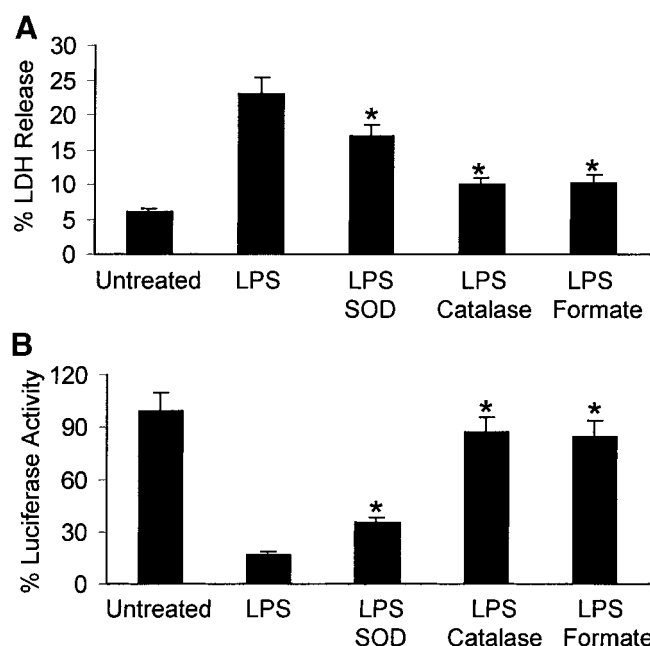 A
% LDH Release
30
25
20
15
10
5
0
*
*
*
Untreated
LPS
LPS
SOD
LPS
Catalase
LPS
Formate
B
% Luciferase Activity
120
90
60
30
0
*
*
*
Untreated
LPS
LPS
SOD
LPS
Catalase
LPS
Formate